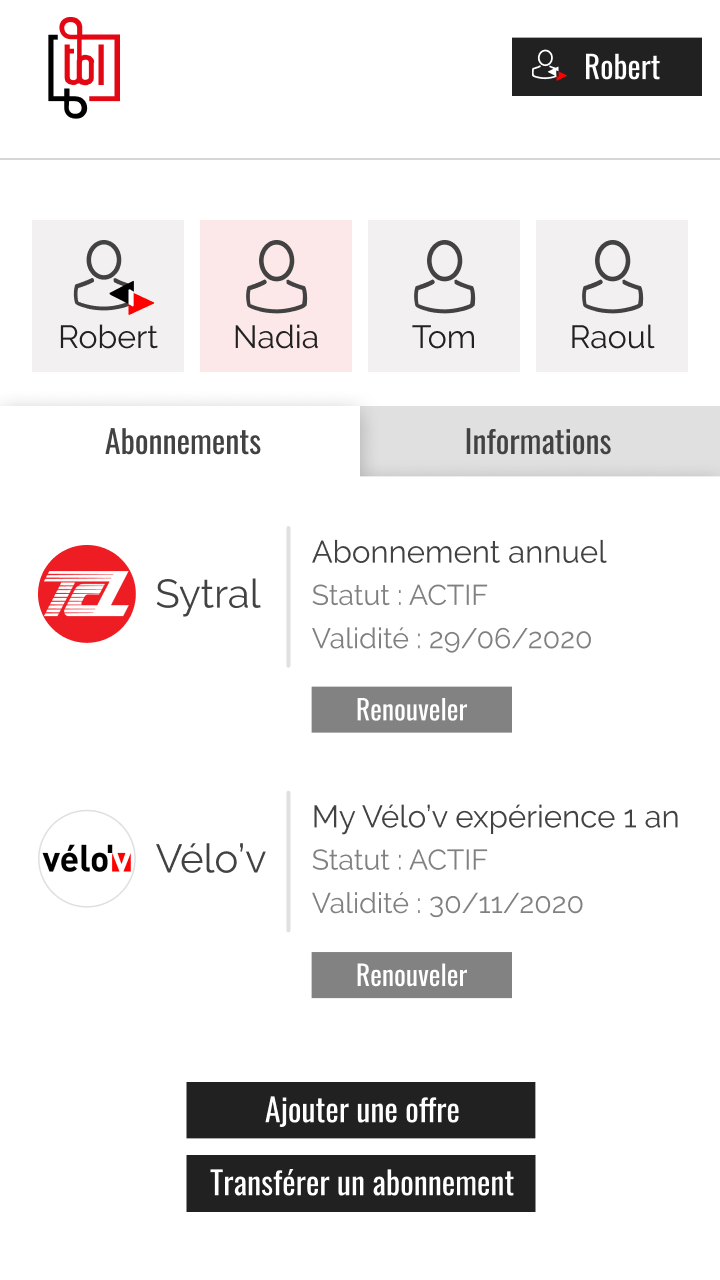 tbl
Robert
Robert
Nadia
Tom
Raoul
Abonnements
Informations
TCL
Sytral
Abonnement annuel
Statut : ACTIF
Validité : 29/06/2020
Renouveler
vélo'v
Vélo'v
My Vélo'v expérience 1 an
Statut : ACTIF
Validité : 30/11/2020
Renouveler
Ajouter une offre
Transférer un abonnement